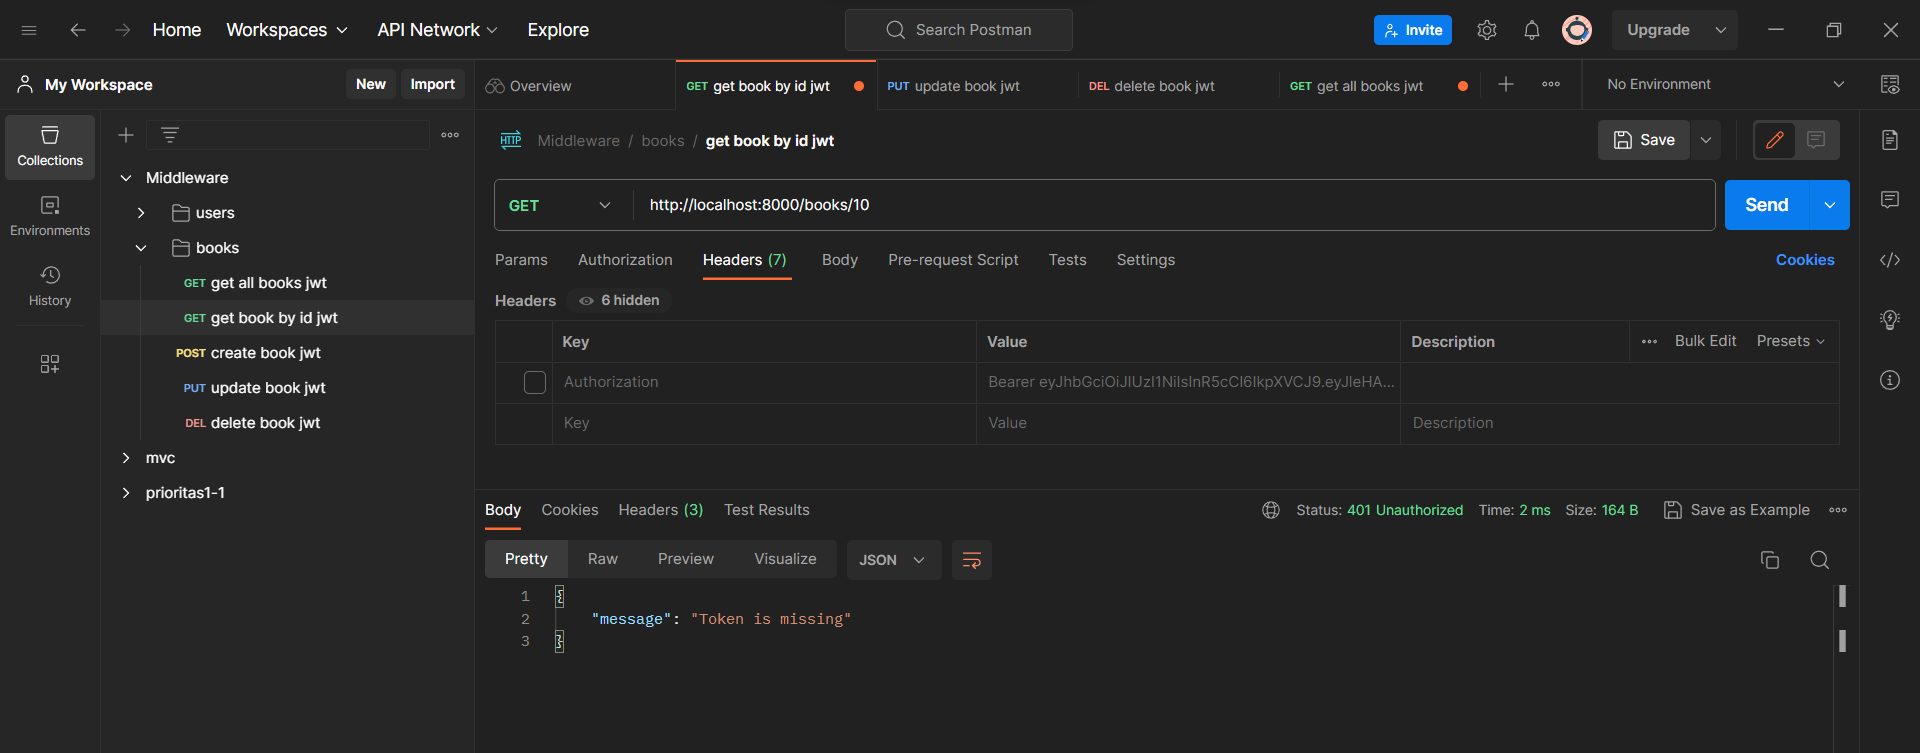 Home Workspaces API Network Explore Search Postman Invite Upgrade
My Workspace New Import Overview GET get book by id jwt PUT update book jwt DEL delete book jwt GET get all books jwt No Environment
Collections
Environments
History
Middleware
users
books
GET get all books jwt
GET get book by id jwt
POST create book jwt
PUT update book jwt
DEL delete book jwt
mvc
prioritas1-1
HTTP Middleware / books / get book by id jwt Save
GET http://localhost:8000/books/10 Send
Params Authorization Headers (7) Body Pre-request Script Tests Settings Cookies
Headers 6 hidden
Key Value Description Bulk Edit Presets
Authorization Bearer eyJhbGciOiJIUzI1NiIsInR5cCI6IkpXVCJ9.eyJleHA...
Key Value Description
Body Cookies Headers (3) Test Results Status: 401 Unauthorized Time: 2 ms Size: 164 B Save as Example
Pretty Raw Preview Visualize JSON
1 {
2 "message": "Token is missing"
3 }